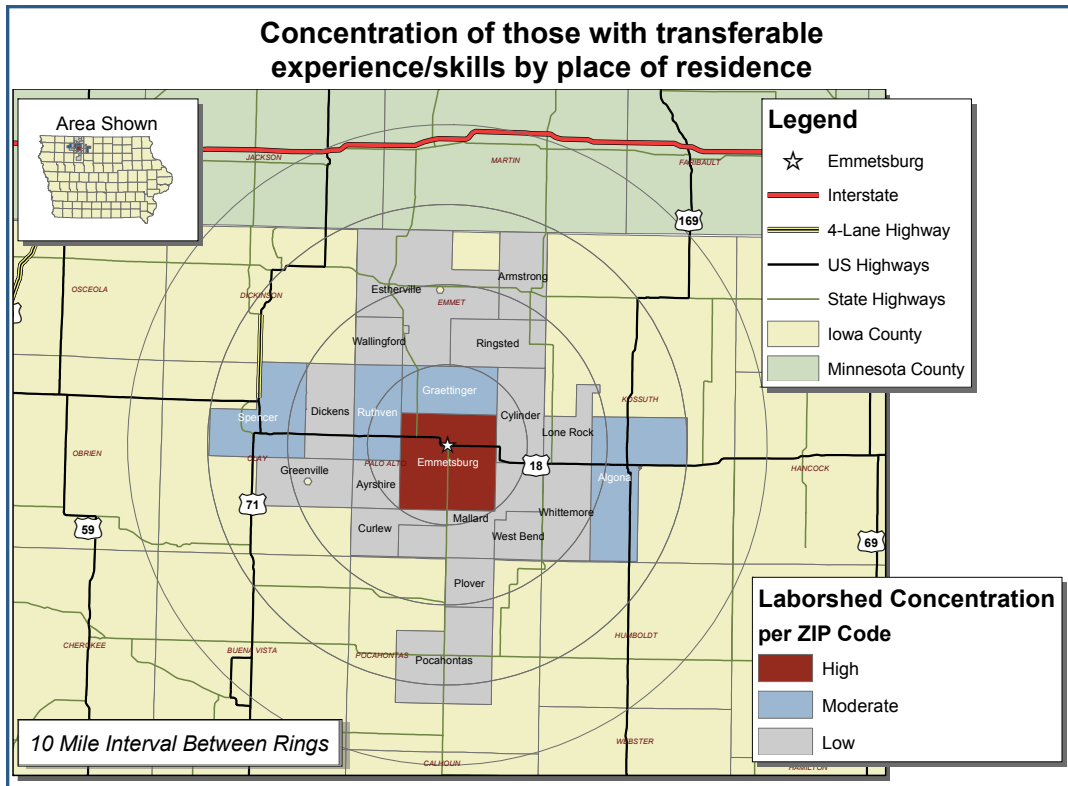 Concentration of those with transferable
experience/skills by place of residence
Area Shown
Legend
Emmetsburg
Interstate
4-Lane Highway
US Highways
State Highways
Iowa County
Minnesota County
JACKSON
MARTIN
FARIBAULT
169
OSCEOLA
DICKINSON
Estherville
EMMET
Armstrong
Wallingford
Ringsted
Graettinger
KOSSUTH
Spencer
Dickens
Ruthven
Cylinder
Lone Rock
OBRIEN
CLAY
PALO ALTO
Emmetsburg
18
HANCOCK
Greenville
Ayrshire
Algona
71
Mallard
Whittemore
59
Curlew
West Bend
69
Plover
Laborshed Concentration
per ZIP Code
High
Moderate
Low
CHEROKEE
BUENA VISTA
POCAHONTAS
Pocahontas
HUMBOLDT
10 Mile Interval Between Rings
WEBSTER
CALHOUN
HAMILTON